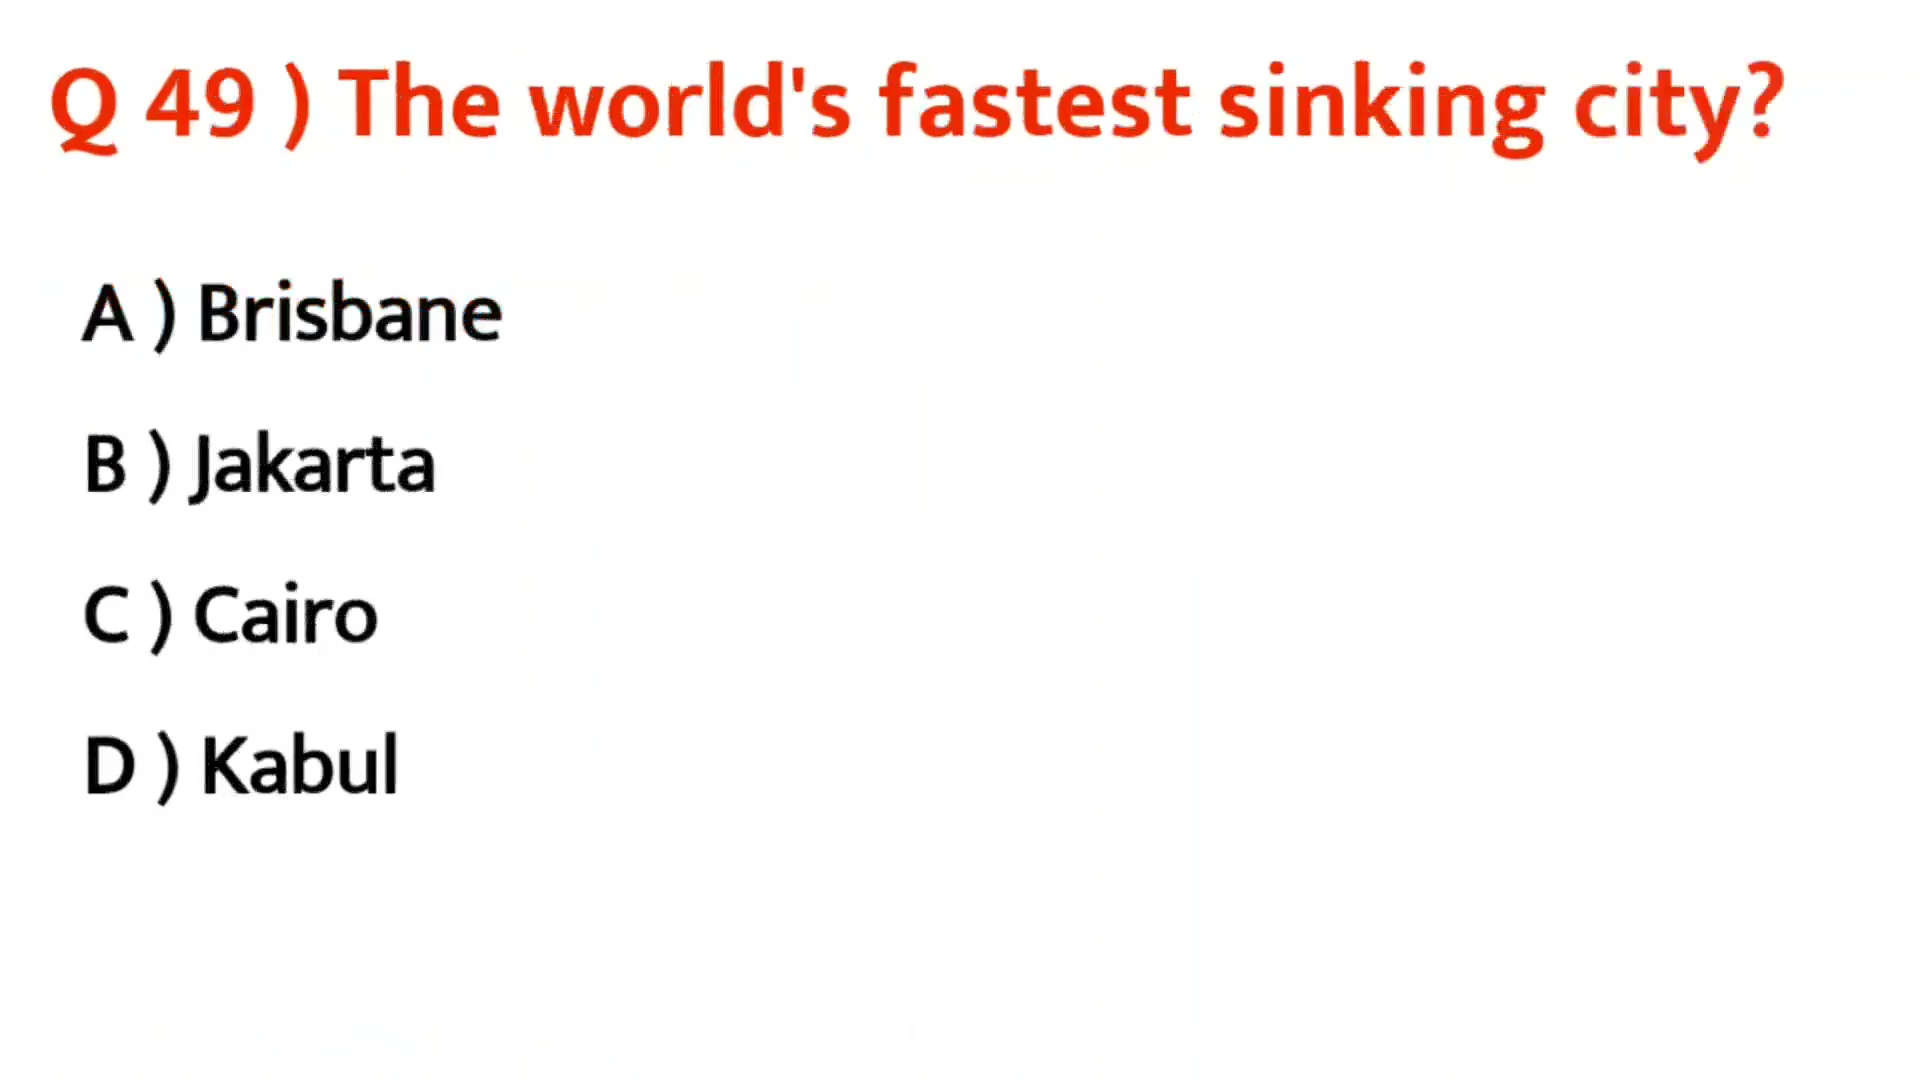 Q 49 ) The world's fastest sinking city?
A ) Brisbane
B ) Jakarta
C ) Cairo
D ) Kabul